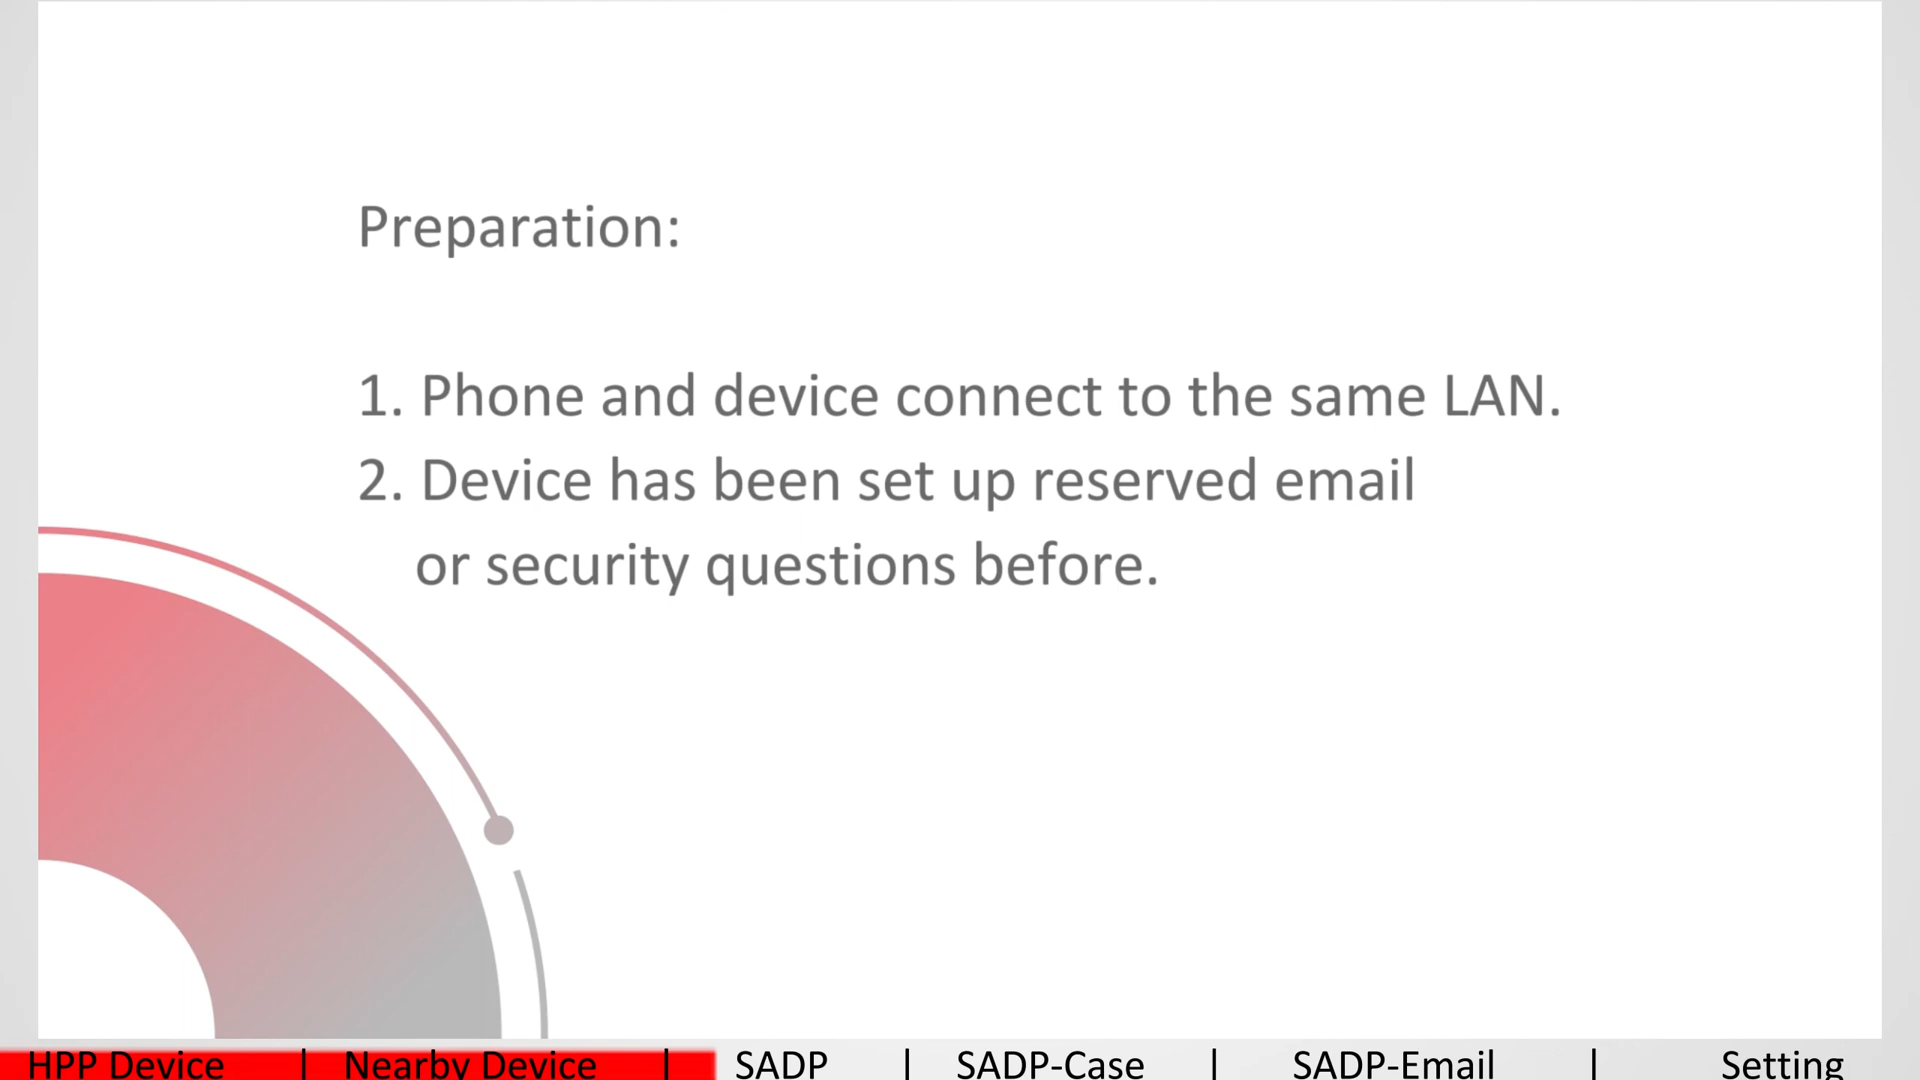 Preparation:
1. Phone and device connect to the same LAN.
2. Device has been set up reserved email
or security questions before.
HPP Device | Nearby Device | SADP | SADP-Case | SADP-Email | Setting